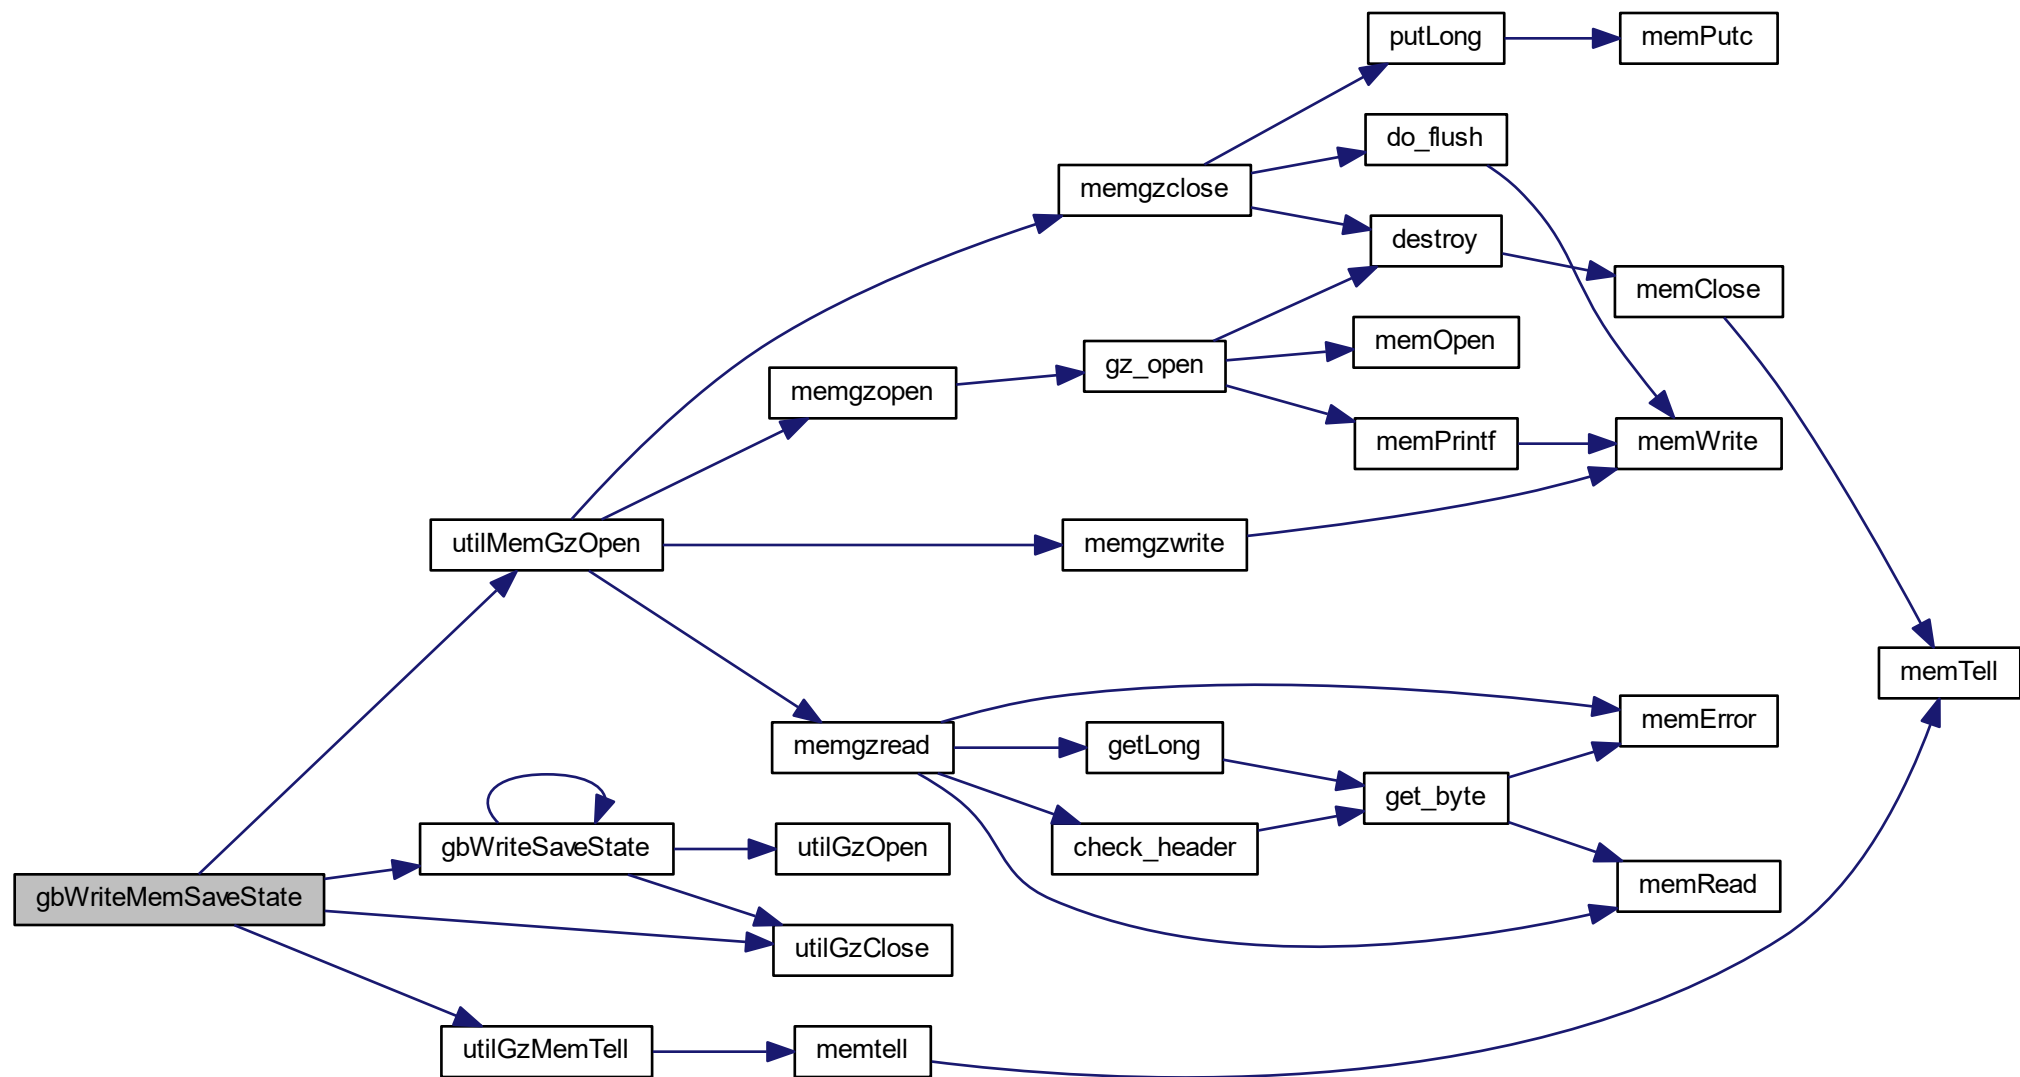 putLong
memPutc
do_flush
memgzclose
destroy
memClose
memOpen
gz_open
memgzopen
memPrintf
memWrite
utilMemGzOpen
memgzwrite
memTell
memError
memgzread
getLong
get_byte
gbWriteSaveState
utilGzOpen
check_header
memRead
gbWriteMemSaveState
utilGzClose
utilGzMemTell
memtell